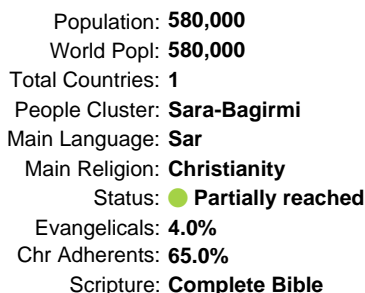 Population: 580,000
World Popl: 580,000
Total Countries: 1
People Cluster: Sara-Bagirmi
Main Language: Sar
Main Religion: Christianity
Status: Partially reached
Evangelicals: 4.0%
Chr Adherents: 65.0%
Scripture: Complete Bible